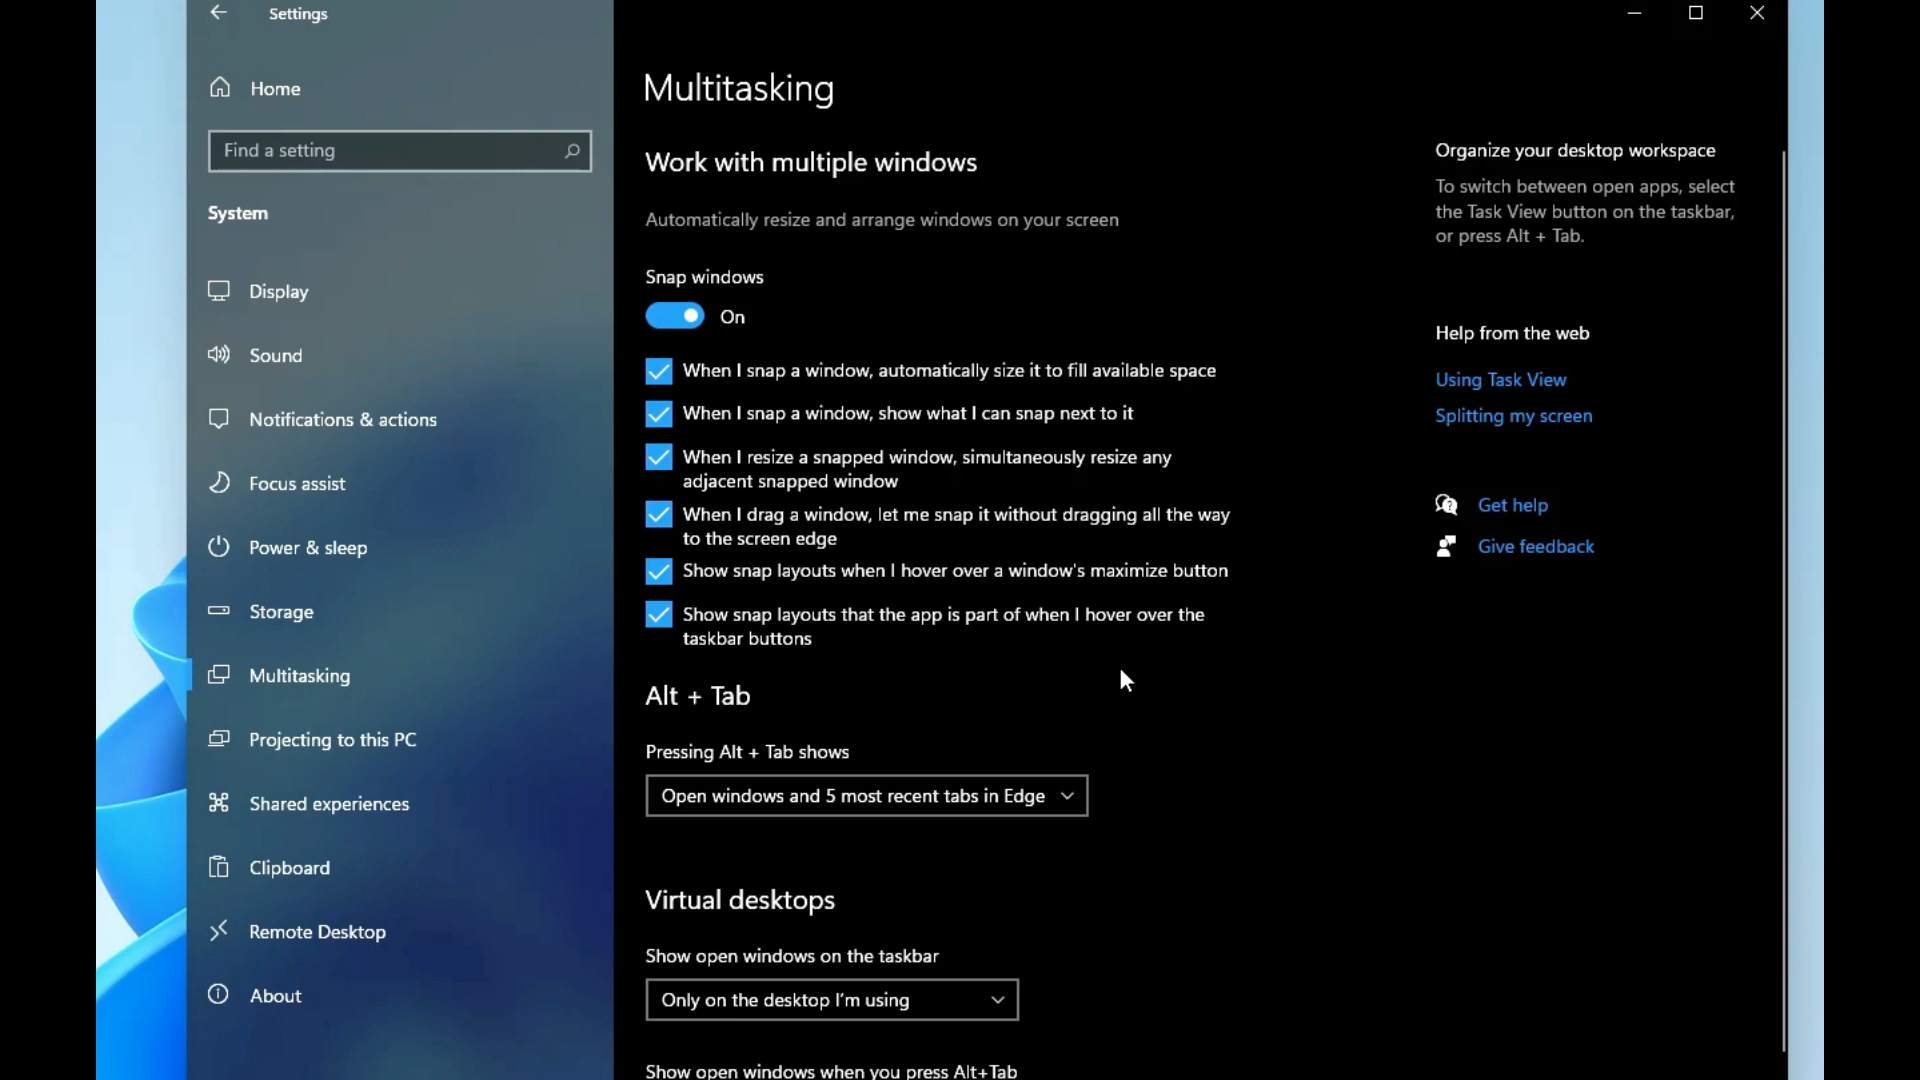 Settings
Home
Find a setting
System
Display
Sound
Notifications & actions
Focus assist
Power & sleep
Storage
Multitasking
Projecting to this PC
Shared experiences
Clipboard
Remote Desktop
About
Multitasking
Work with multiple windows
Automatically resize and arrange windows on your screen
Snap windows
On
When I snap a window, automatically size it to fill available space
When I snap a window, show what I can snap next to it
When I resize a snapped window, simultaneously resize any
adjacent snapped window
When I drag a window, let me snap it without dragging all the way
to the screen edge
Show snap layouts when I hover over a window's maximize button
Show snap layouts that the app is part of when I hover over the
taskbar buttons
Alt + Tab
Pressing Alt + Tab shows
Open windows and 5 most recent tabs in Edge
Virtual desktops
Show open windows on the taskbar
Only on the desktop I'm using
Show open windows when you press Alt+Tab
Organize your desktop workspace
To switch between open apps, select
the Task View button on the taskbar,
or press Alt + Tab.
Help from the web
Using Task View
Splitting my screen
Get help
Give feedback